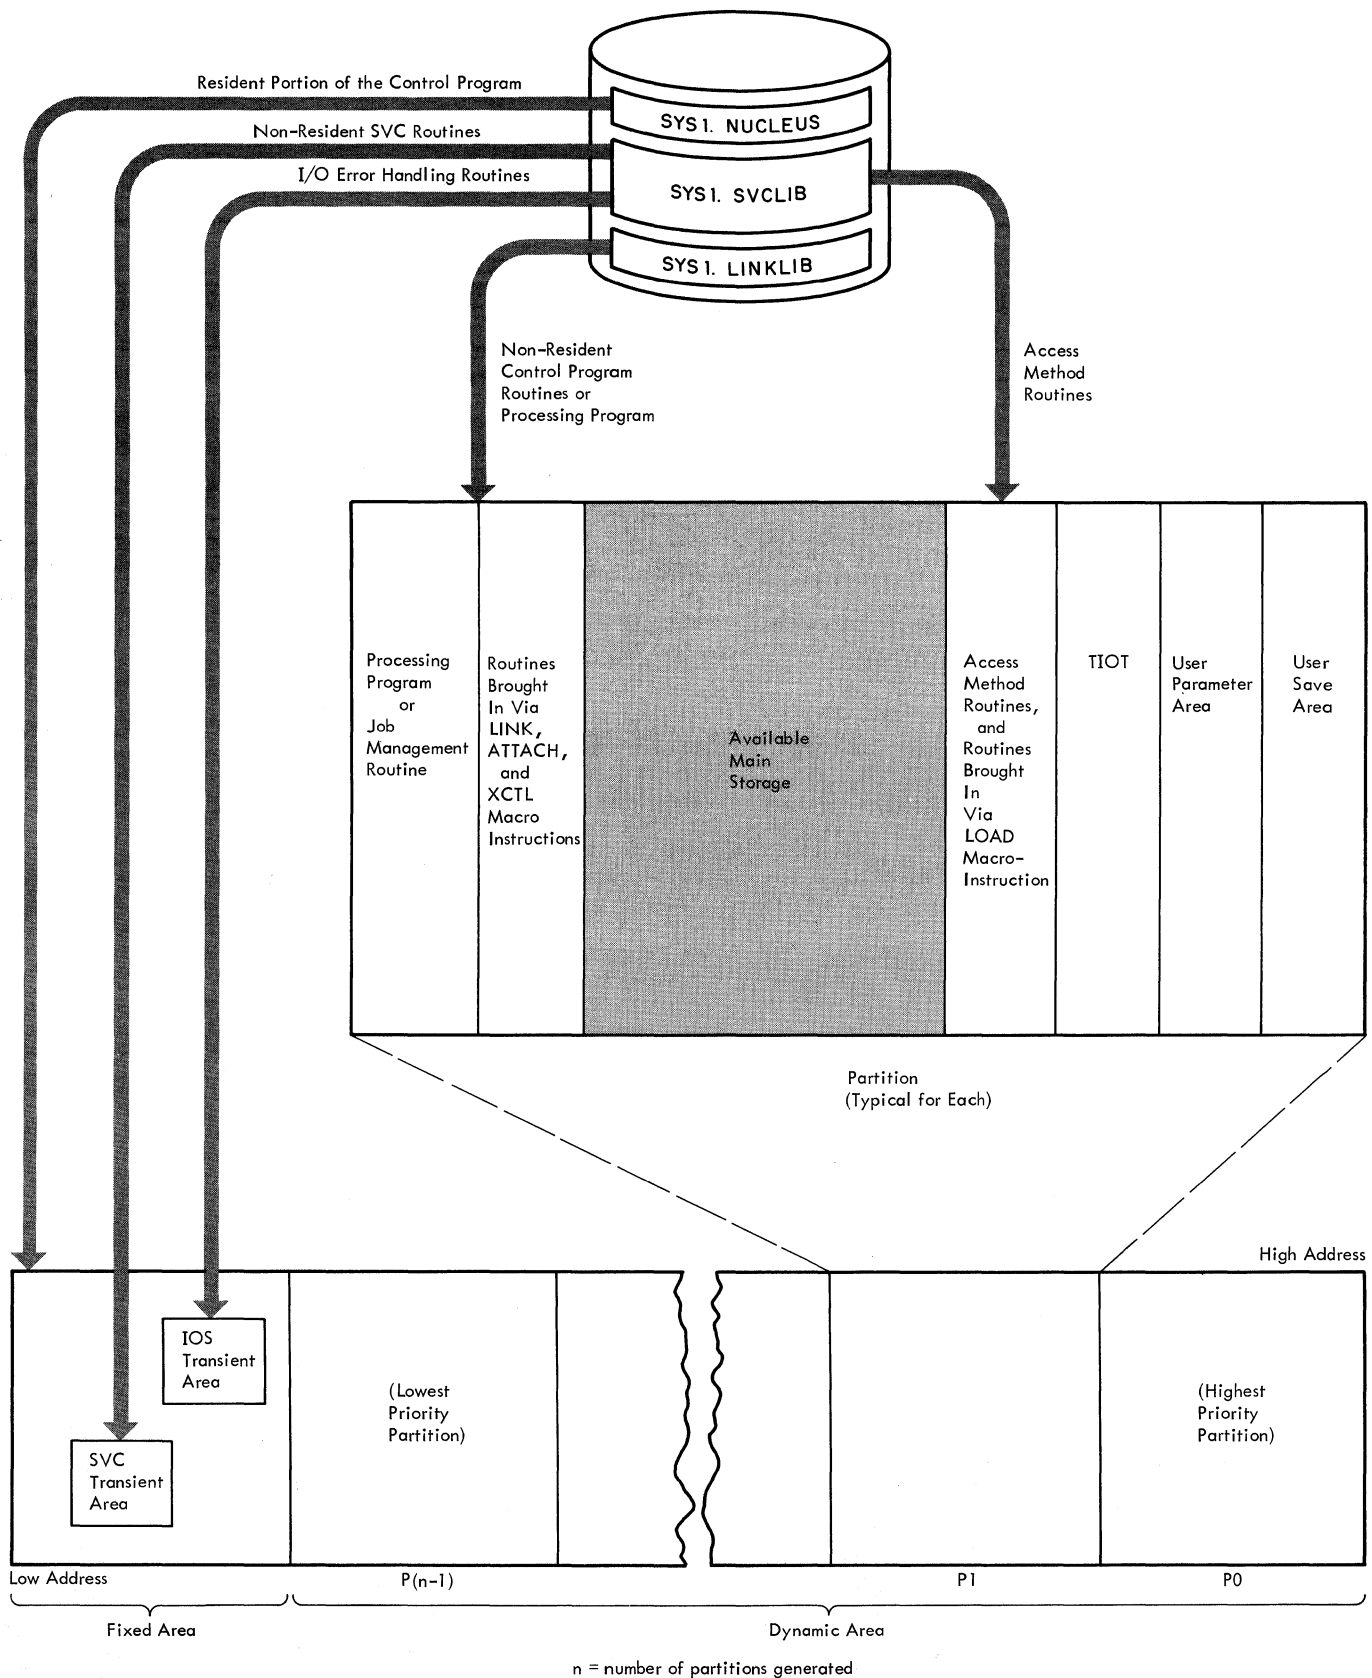 Resident Portion of the Control Program
SYS1. NUCLEUS
Non-Resident SVC Routines
I/O Error Handling Routines
SYS1. SVCLIB
SYS1. LINKLIB
Non-Resident
Control Program
Routines or
Processing Program
Access
Method
Routines
Processing
Program
or
Job
Management
Routine
Routines
Brought
In Via
LINK,
ATTACH,
and
XCTL
Macro
Instructions
Available
Main
Storage
Access
Method
Routines,
and
Routines
Brought
In
Via
LOAD
Macro-
Instruction
TIOT
User
Parameter
Area
User
Save
Area
Partition
(Typical for Each)
High Address
IOS
Transient
Area
SVC
Transient
Area
(Lowest
Priority
Partition)
(Highest
Priority
Partition)
Low Address
P(n-1)
P1
P0
Fixed Area
Dynamic Area
n = number of partitions generated